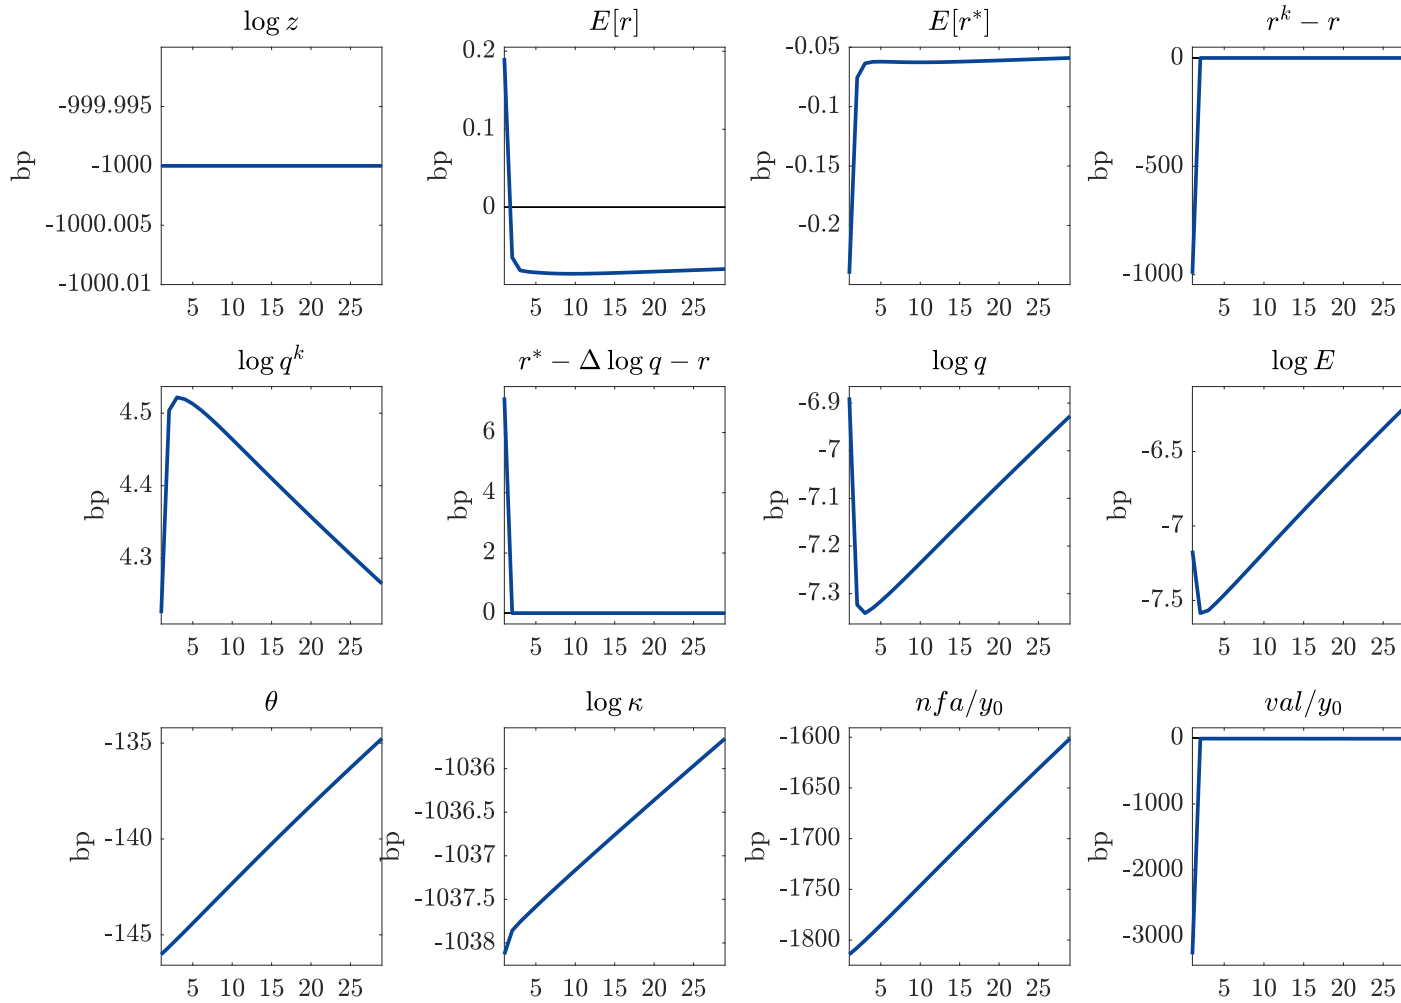 log z
E[r]
E[r*]
r^k − r
bp
-999.995
-1000
-1000.005
-1000.01
5 10 15 20 25
bp
0.2
0.1
0
5 10 15 20 25
bp
-0.05
-0.1
-0.15
-0.2
5 10 15 20 25
bp
0
-500
-1000
5 10 15 20 25
log q^k
r* − Δ log q − r
log q
log E
bp
4.5
4.4
4.3
5 10 15 20 25
bp
6
4
2
0
5 10 15 20 25
bp
-6.9
-7
-7.1
-7.2
-7.3
5 10 15 20 25
bp
-6.5
-7
-7.5
5 10 15 20 25
θ
log κ
nfa/y₀
val/y₀
bp
-135
-140
-145
5 10 15 20 25
bp
-1036
-1036.5
-1037
-1037.5
-1038
5 10 15 20 25
bp
-1600
-1650
-1700
-1750
-1800
5 10 15 20 25
bp
0
-1000
-2000
-3000
5 10 15 20 25